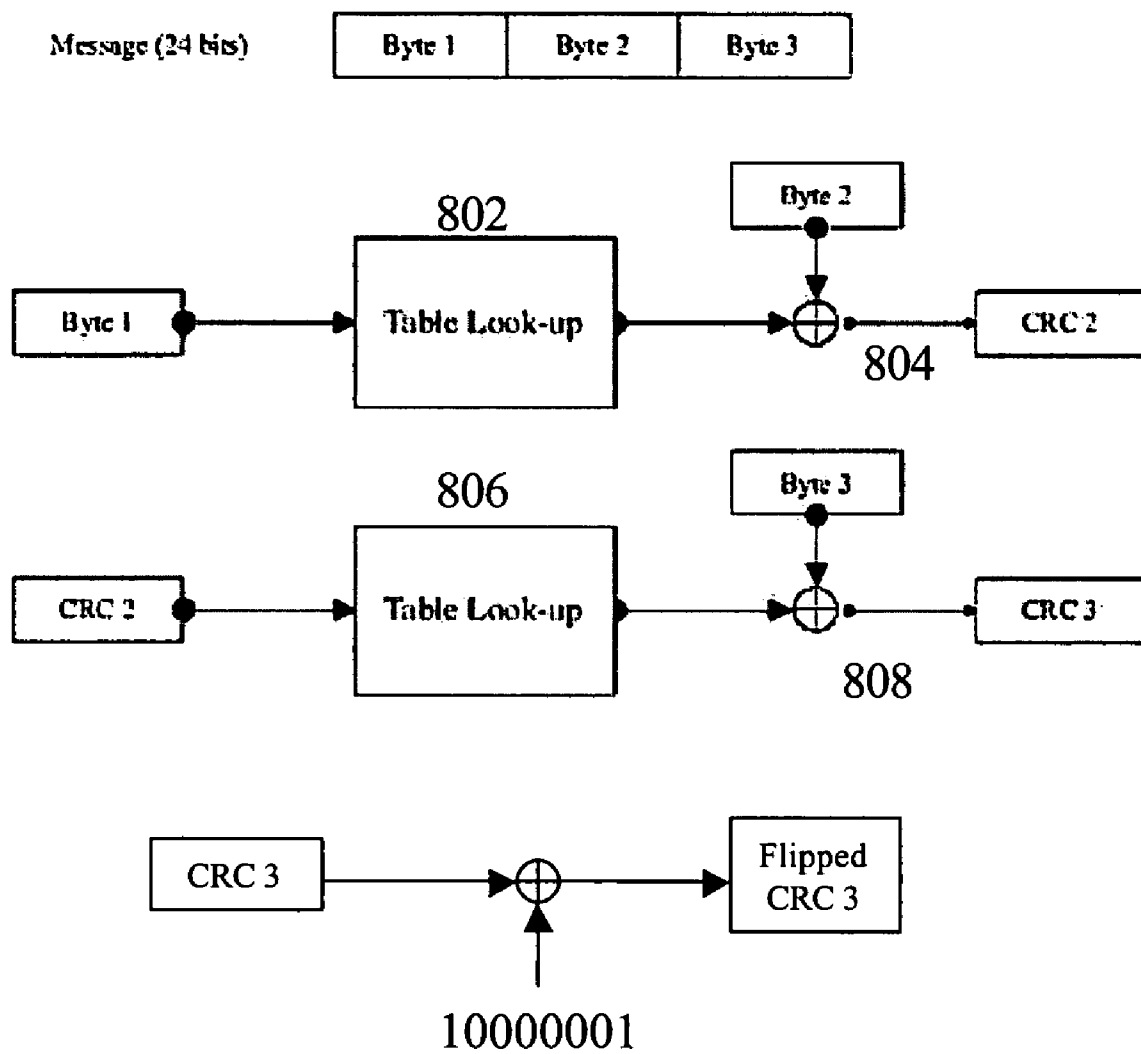 Message (24 bits) Byte 1 Byte 2 Byte 3
Byte 2
802
Byte 1 Table Look-up CRC 2
804
Byte 3
806
CRC 2 Table Look-up CRC 3
808
CRC 3 Flipped
CRC 3
10000001